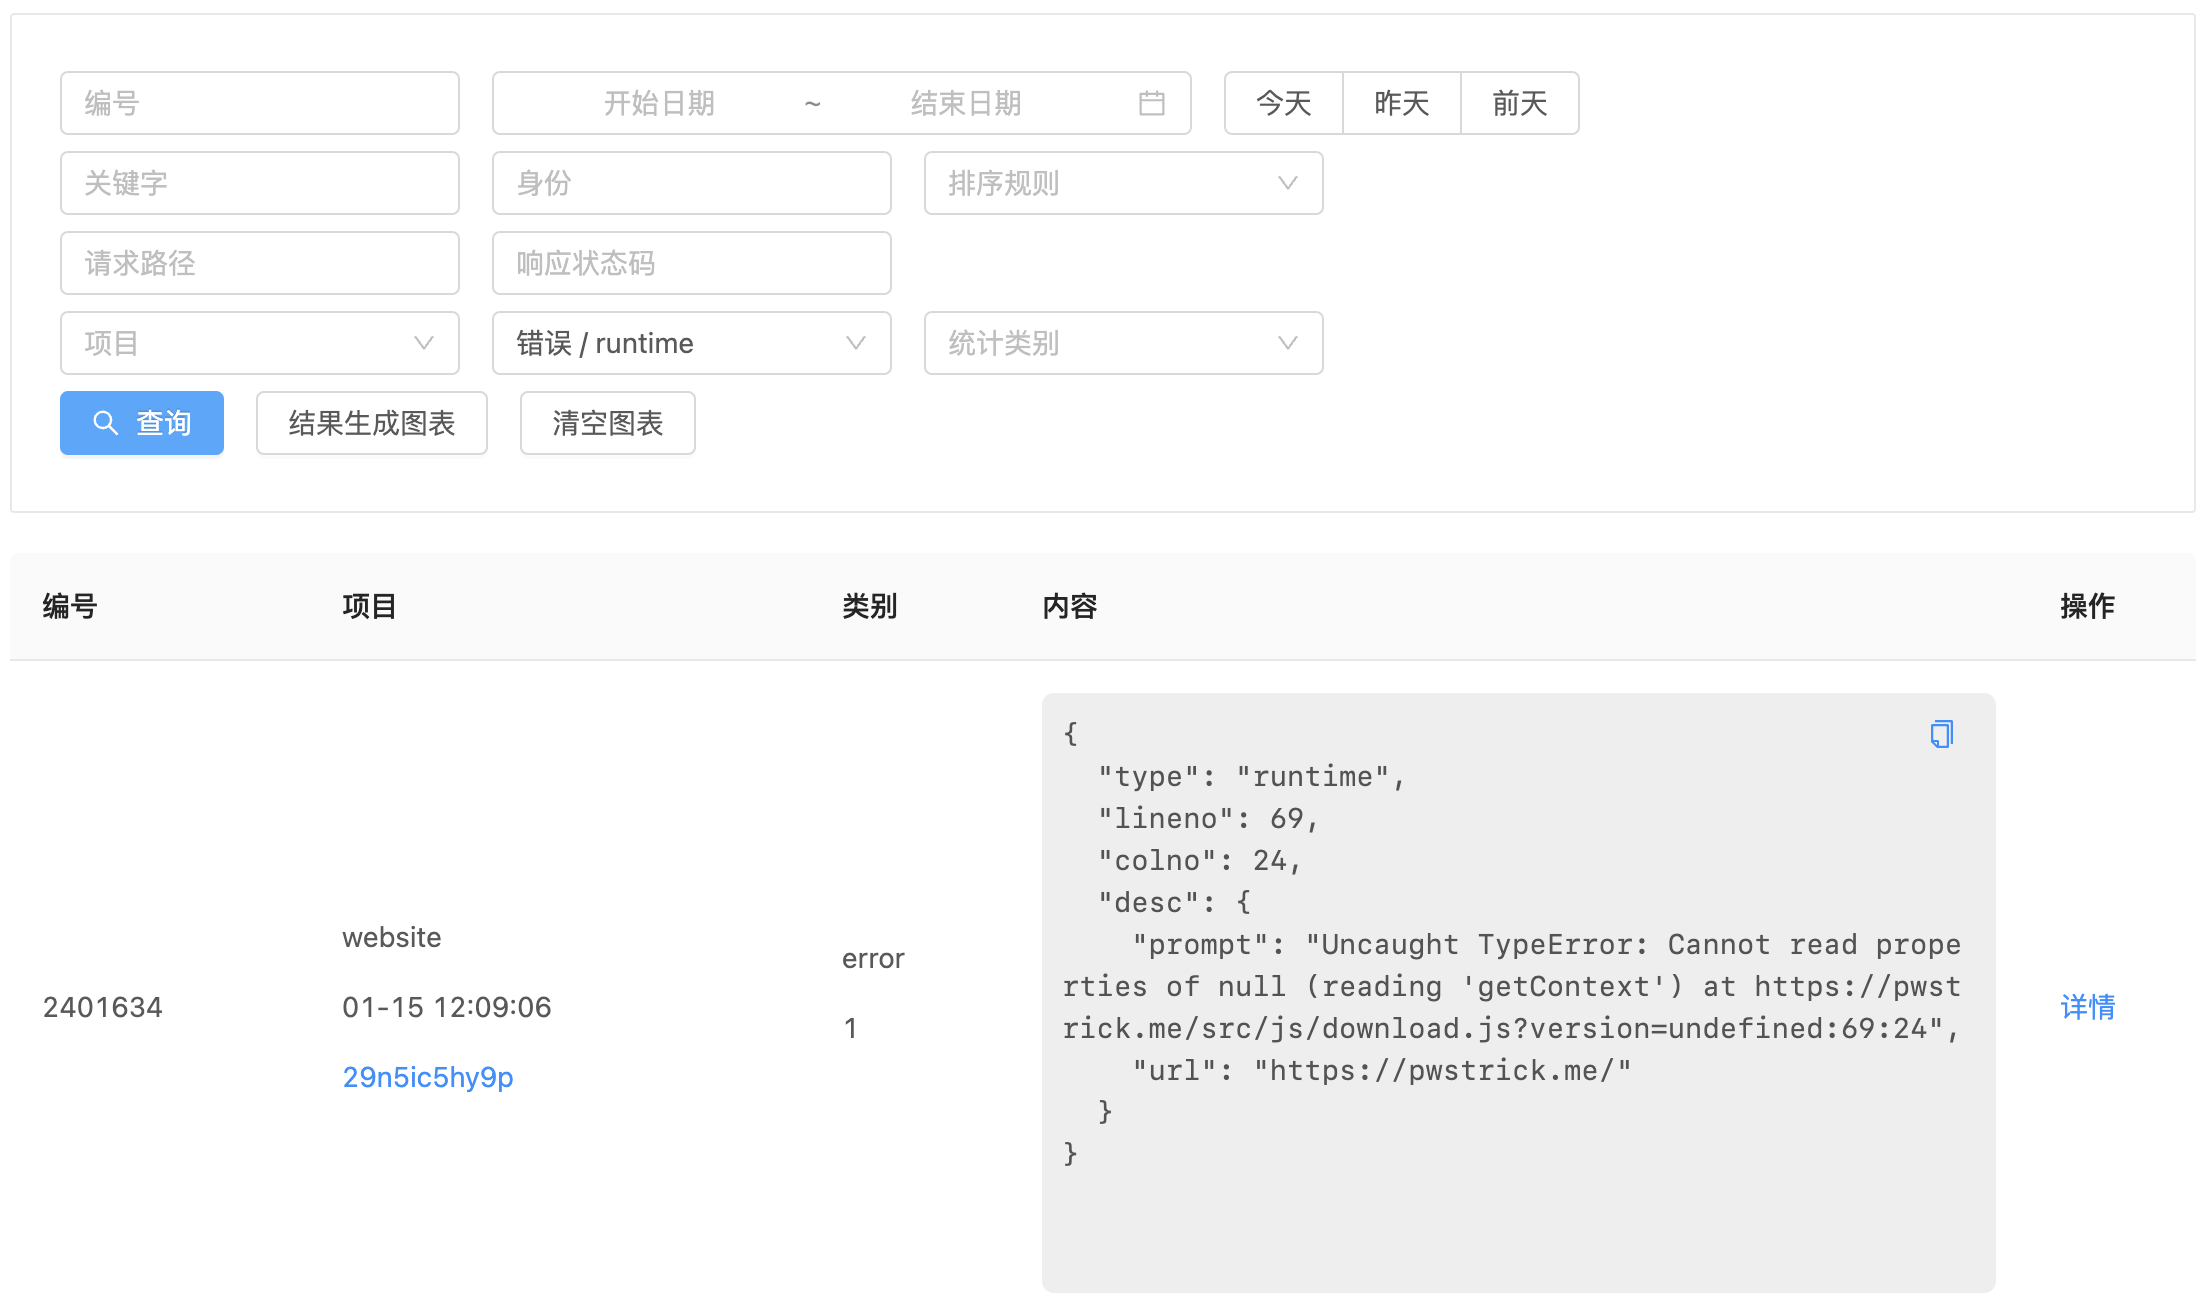 编号
开始日期 ~ 结束日期
今天 昨天 前天
关键字 身份 排序规则
请求路径 响应状态码
项目 错误 / runtime 统计类别
查询 结果生成图表 清空图表
编号 项目 类别 内容 操作
2401634
website
01-15 12:09:06
29n5ic5hy9p
error
1
{
"type": "runtime",
"lineno": 69,
"colno": 24,
"desc": {
"prompt": "Uncaught TypeError: Cannot read prope
rties of null (reading 'getContext') at https://pwst
rick.me/src/js/download.js?version=undefined:69:24",
"url": "https://pwstrick.me/"
}
}
详情